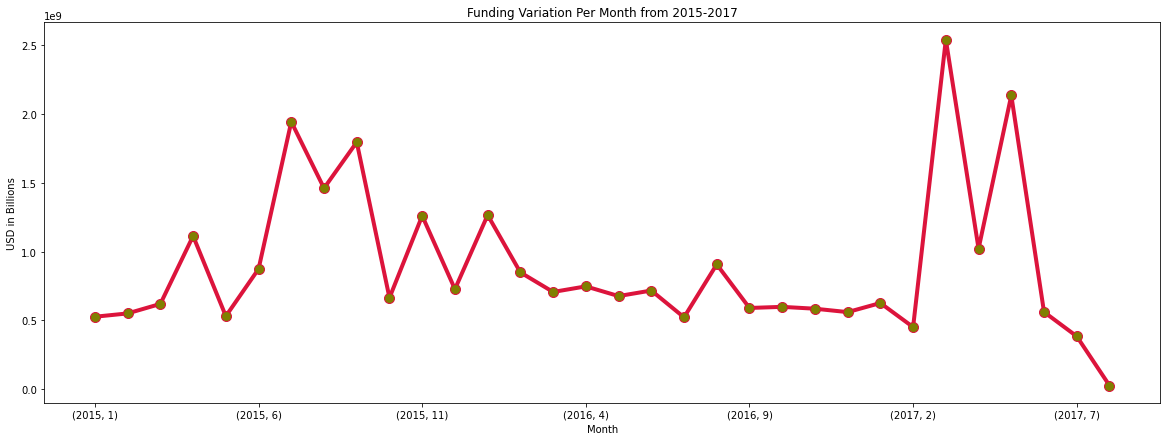 Funding Variation Per Month from 2015-2017
1e9
2.5
2.0
1.5
1.0
0.5
0.0
USD in Billions
(2015, 1) (2015, 6) (2015, 11) (2016, 4) (2016, 9) (2017, 2) (2017, 7)
Month